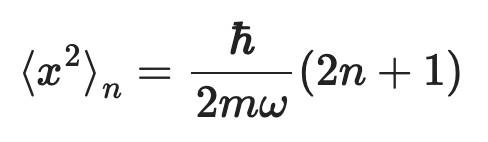 ⟨x²⟩ₙ = ℏ/(2mω) (2n + 1)